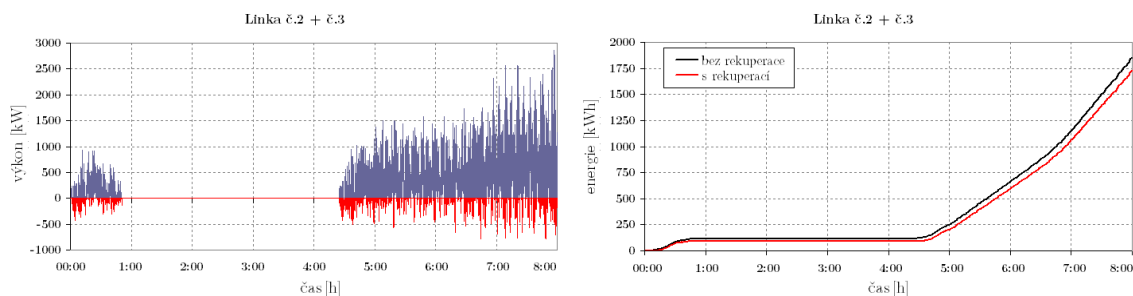 Linka č.2 + č.3
výkon [kW]
3000
2500
2000
1500
1000
500
0
-500
-1000
00:00 1:00 2:00 3:00 4:00 5:00 6:00 7:00 8:00
čas [h]
Linka č.2 + č.3
energie [kWh]
2000
1750
1500
1250
1000
750
500
250
0
bez rekuperace
s rekuperací
00:00 1:00 2:00 3:00 4:00 5:00 6:00 7:00 8:00
čas [h]